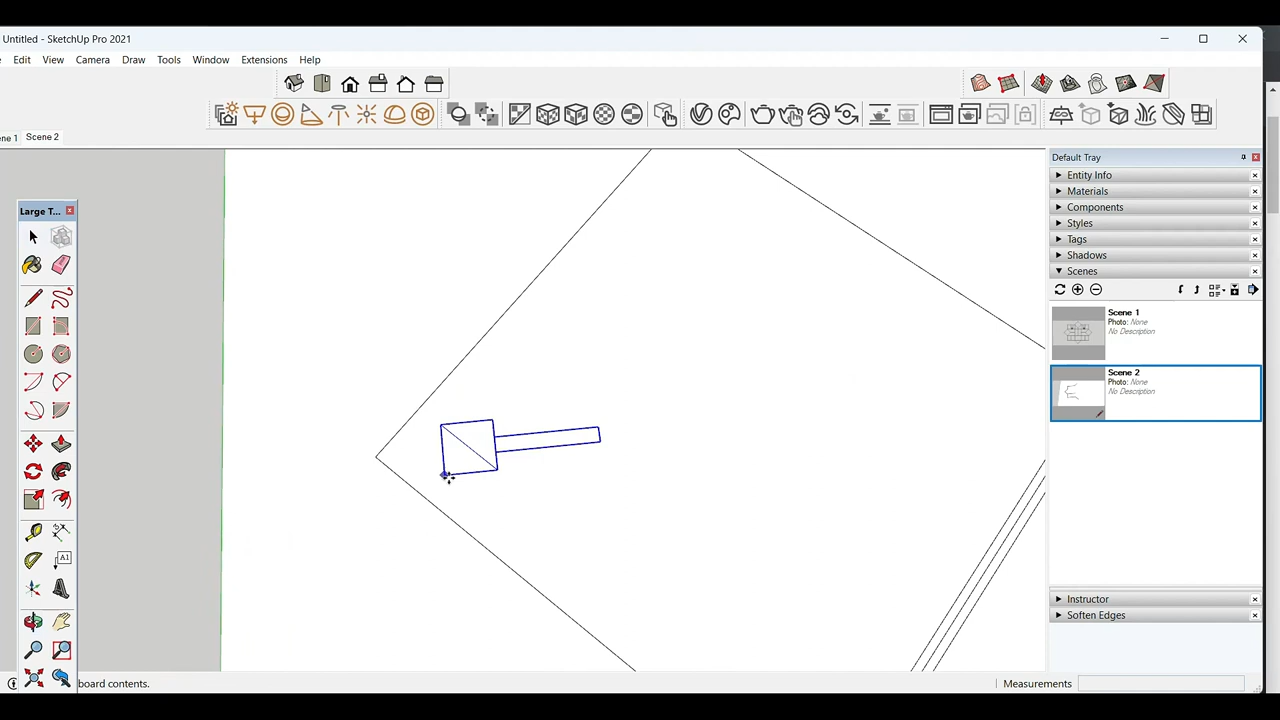 Untitled - SketchUp Pro 2021
Edit View Camera Draw Tools Window Extensions Help
ne 1 Scene 2
Default Tray
Entity Info
Materials
Components
Styles
Tags
Shadows
Scenes
Scene 1
Photo: None
No Description
Scene 2
Photo: None
No Description
Instructor
Soften Edges
Large T...
A1
board contents.
Measurements